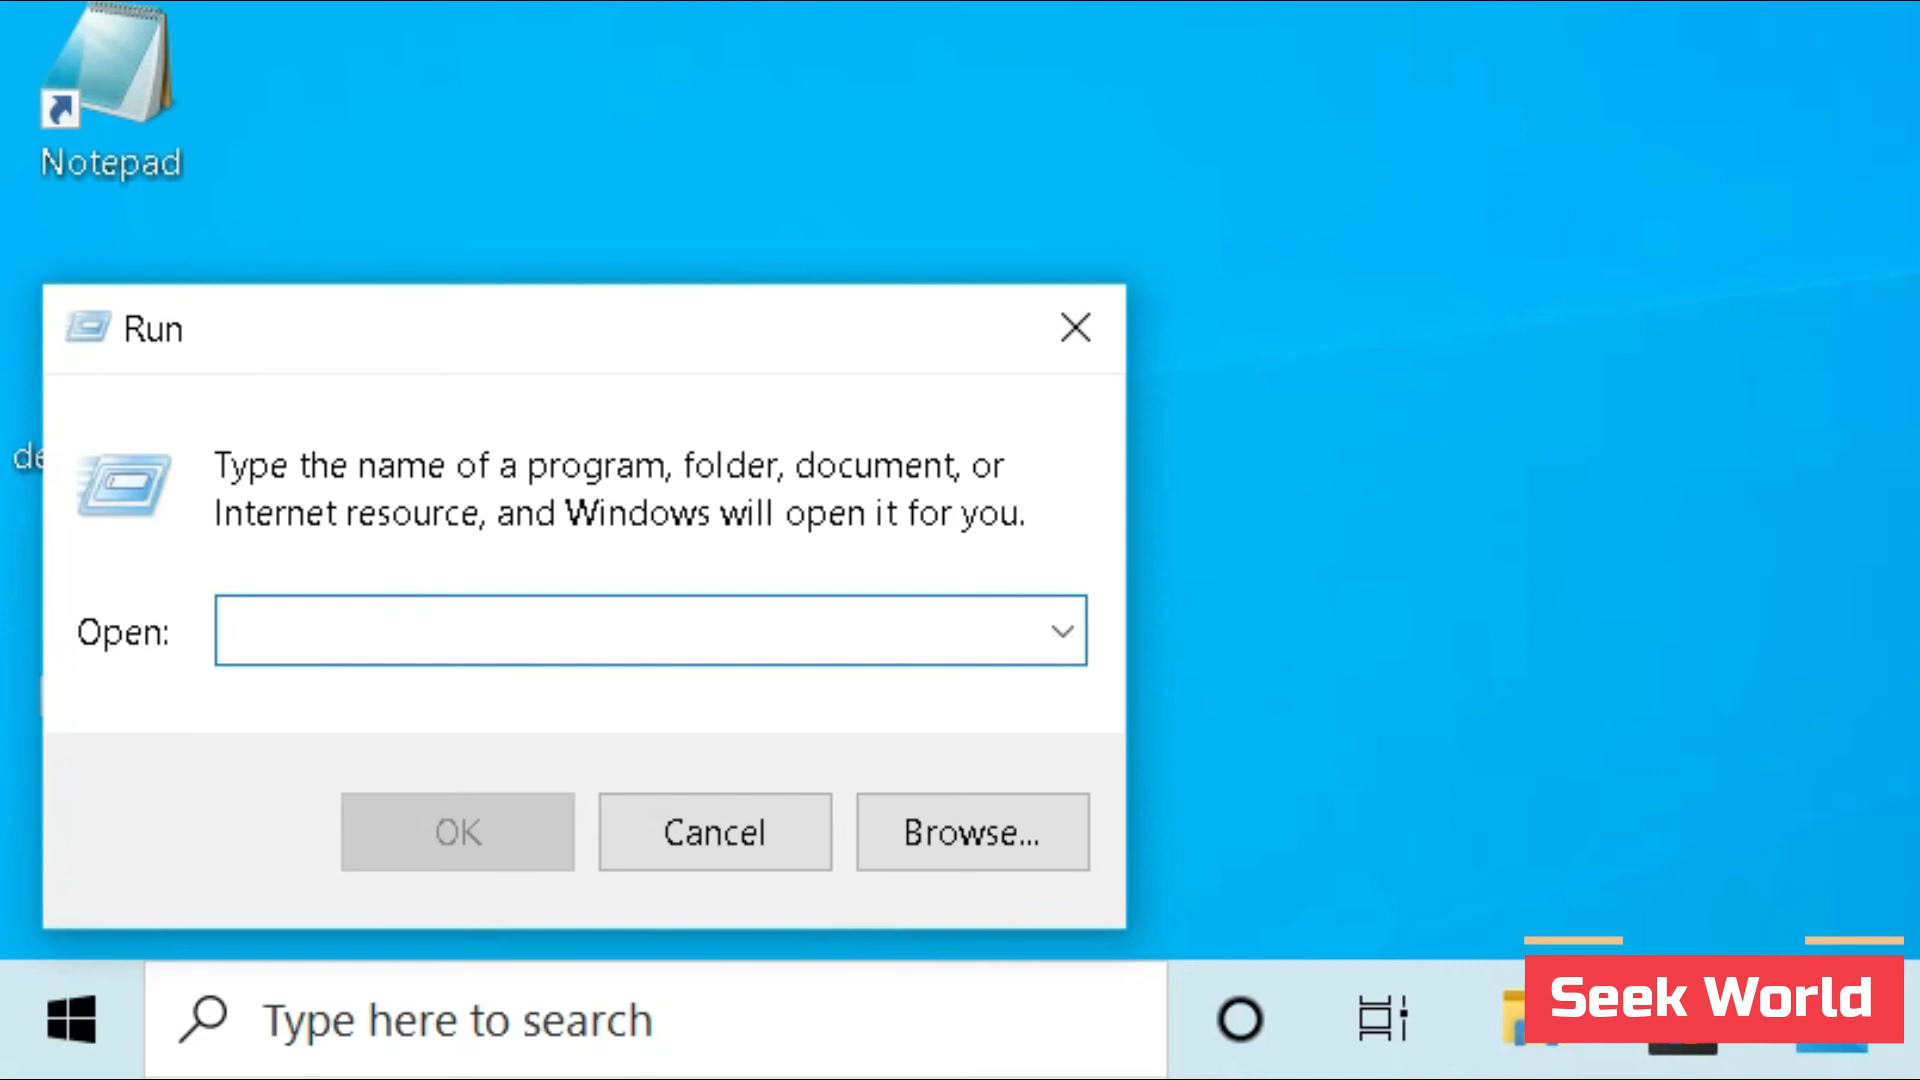 Notepad
Run
de
Type the name of a program, folder, document, or
Internet resource, and Windows will open it for you.
Open:
OK
Cancel
Browse...
Type here to search
Seek World